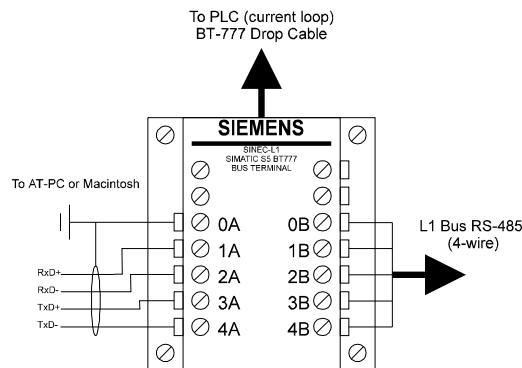 To PLC (current loop)
BT-777 Drop Cable
SIEMENS
SINEC-L1
SIMATIC S5 BT777
BUS TERMINAL
To AT-PC or Macintosh
0A 0B
1A 1B
2A 2B
3A 3B
4A 4B
RxD+
RxD-
TxD+
TxD-
L1 Bus RS-485
(4-wire)